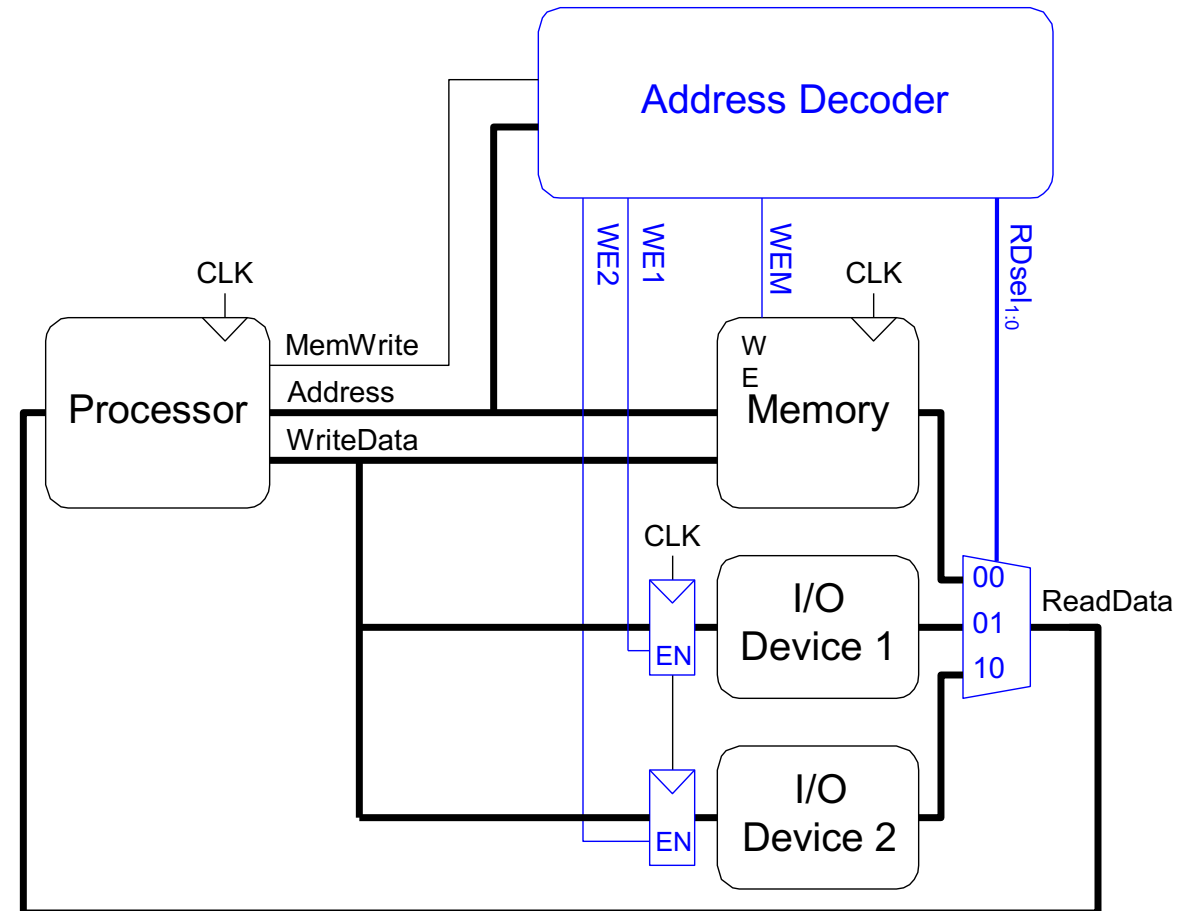 Address Decoder
WE2
WE1
WEM
RDsel1:0
CLK
CLK
MemWrite
Address
WriteData
Processor
W
E
Memory
CLK
EN
I/O
Device 1
00
01
10
ReadData
EN
I/O
Device 2